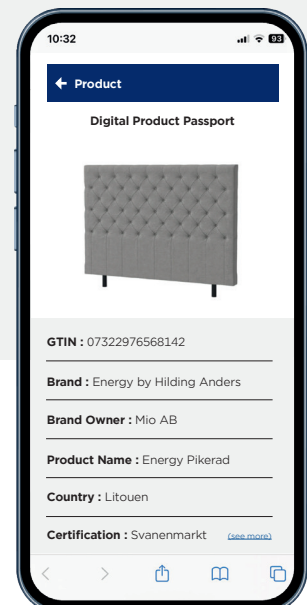 10:32
93
Product
Digital Product Passport
GTIN : 07322976568142
Brand : Energy by Hilding Anders
Brand Owner : Mio AB
Product Name : Energy Pikerad
Country : Litouen
Certification : Svanenmarkt (see more)